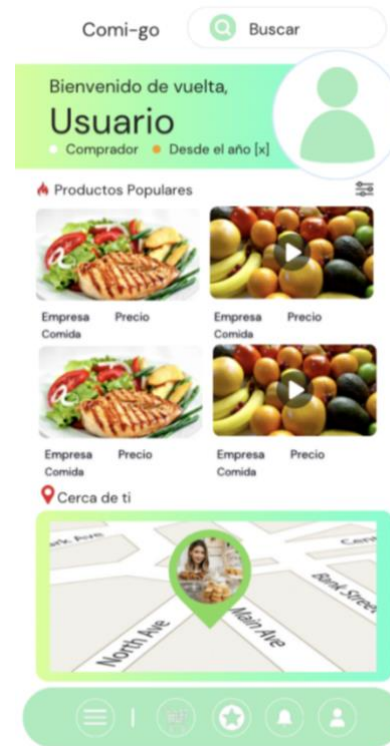 Comi-go
Buscar
Bienvenido de vuelta,
Usuario
Comprador Desde el año [x]
Productos Populares
Empresa Precio Empresa Precio
Comida Comida
Empresa Precio Empresa Precio
Comida Comida
Cerca de ti
Ave
North Ave
Main Ave
Bank Street